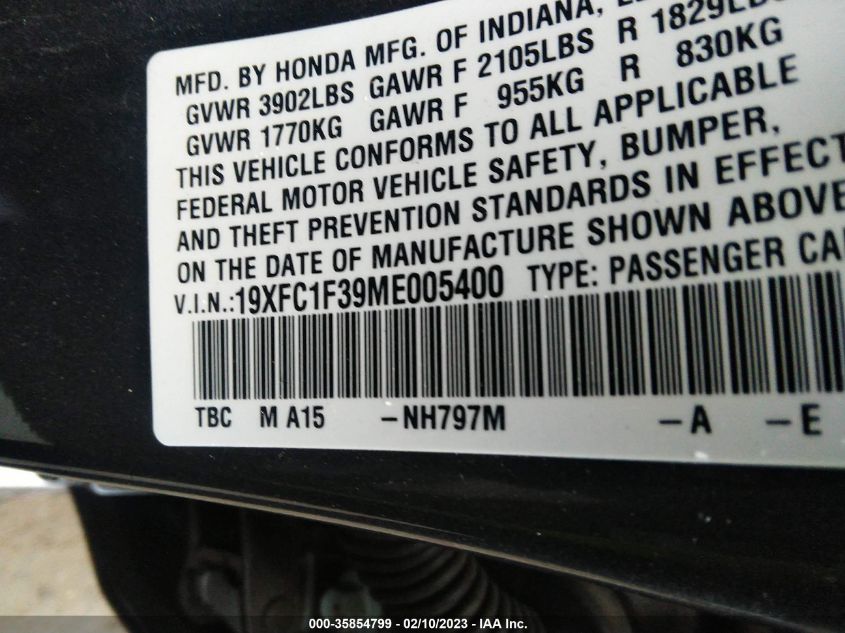 MFD. BY HONDA MFG. OF INDIANA,
GVWR 3902LBS GAWR F 2105LBS R 1829LBS
GVWR 1770KG GAWR F 955KG R 830KG
THIS VEHICLE CONFORMS TO ALL APPLICABLE
FEDERAL MOTOR VEHICLE SAFETY, BUMPER,
AND THEFT PREVENTION STANDARDS IN EFFECT
ON THE DATE OF MANUFACTURE SHOWN ABOVE
V.I.N.:19XFC1F39ME005400 TYPE: PASSENGER CA
TBC M A15 -NH797M -A -E
000-35854799 - 02/10/2023 - IAA Inc.